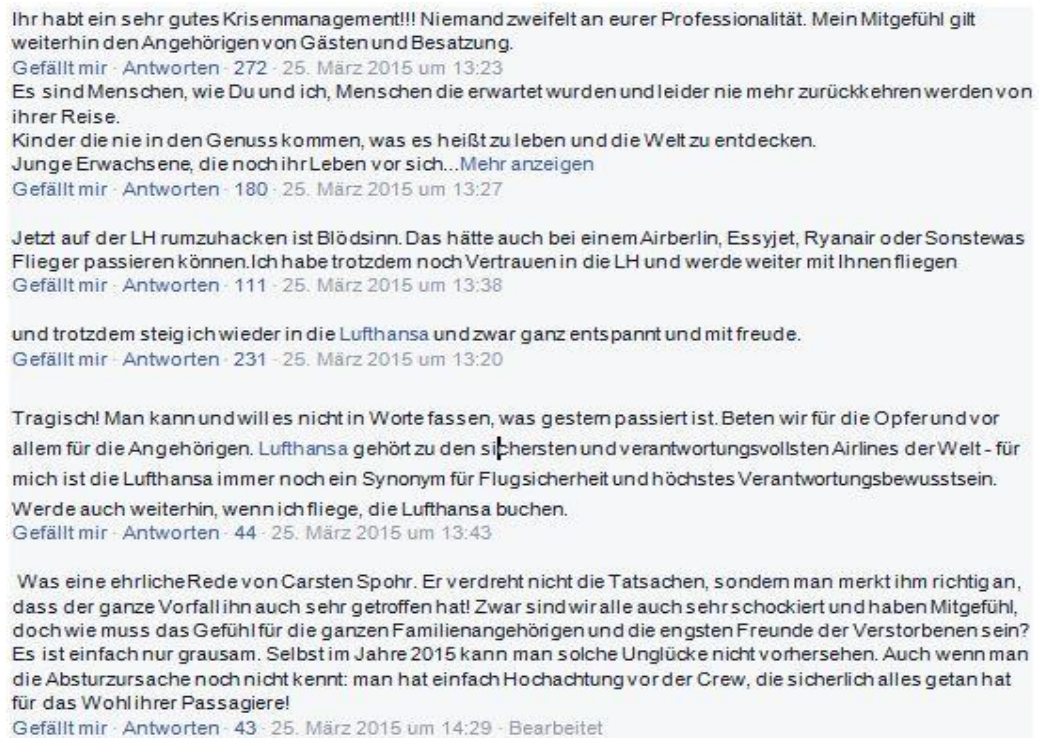 Ihr habt ein sehr gutes Krisenmanagement!!! Niemand zweifelt an eurer Professionalität. Mein Mitgefühl gilt
weiterhin den Angehörigen von Gästen und Besatzung.
Gefällt mir · Antworten · 272 · 25. März 2015 um 13:23
Es sind Menschen, wie Du und ich, Menschen die erwartet wurden und leider nie mehr zurückkehren werden von
ihrer Reise.
Kinder die nie in den Genuss kommen, was es heißt zu leben und die Welt zu entdecken.
Junge Erwachsene, die noch ihr Leben vor sich...Mehr anzeigen
Gefällt mir · Antworten · 180 · 25. März 2015 um 13:27
Jetzt auf der LH rumzuhacken ist Blödsinn. Das hätte auch bei einem Airberlin, Essyjet, Ryanair oder Sonstewas
Flieger passieren können. Ich habe trotzdem noch Vertrauen in die LH und werde weiter mit Ihnen fliegen
Gefällt mir · Antworten · 111 · 25. März 2015 um 13:38
und trotzdem steig ich wieder in die Lufthansa und zwar ganz entspannt und mit freude.
Gefällt mir · Antworten · 231 · 25. März 2015 um 13:20
Tragisch! Man kann und will es nicht in Worte fassen, was gestern passiert ist. Beten wir für die Opfer und vor
allem für die Angehörigen. Lufthansa gehört zu den sichersten und verantwortungsvollsten Airlines der Welt - für
mich ist die Lufthansa immer noch ein Synonym für Flugsicherheit und höchstes Verantwortungsbewusstsein.
Werde auch weiterhin, wenn ich fliege, die Lufthansa buchen.
Gefällt mir · Antworten · 44 · 25. März 2015 um 13:43
Was eine ehrliche Rede von Carsten Spohr. Er verdreht nicht die Tatsachen, sondern man merkt ihm richtig an,
dass der ganze Vorfall ihn auch sehr getroffen hat! Zwar sind wir alle auch sehr schockiert und haben Mitgefühl,
doch wie muss das Gefühl für die ganzen Familienangehörigen und die engsten Freunde der Verstorbenen sein?
Es ist einfach nur grausam. Selbst im Jahre 2015 kann man solche Unglücke nicht vorhersehen. Auch wenn man
die Absturzursache noch nicht kennt: man hat einfach Hochachtung vor der Crew, die sicherlich alles getan hat
für das Wohl ihrer Passagiere!
Gefällt mir · Antworten · 43 · 25. März 2015 um 14:29 · Bearbeitet